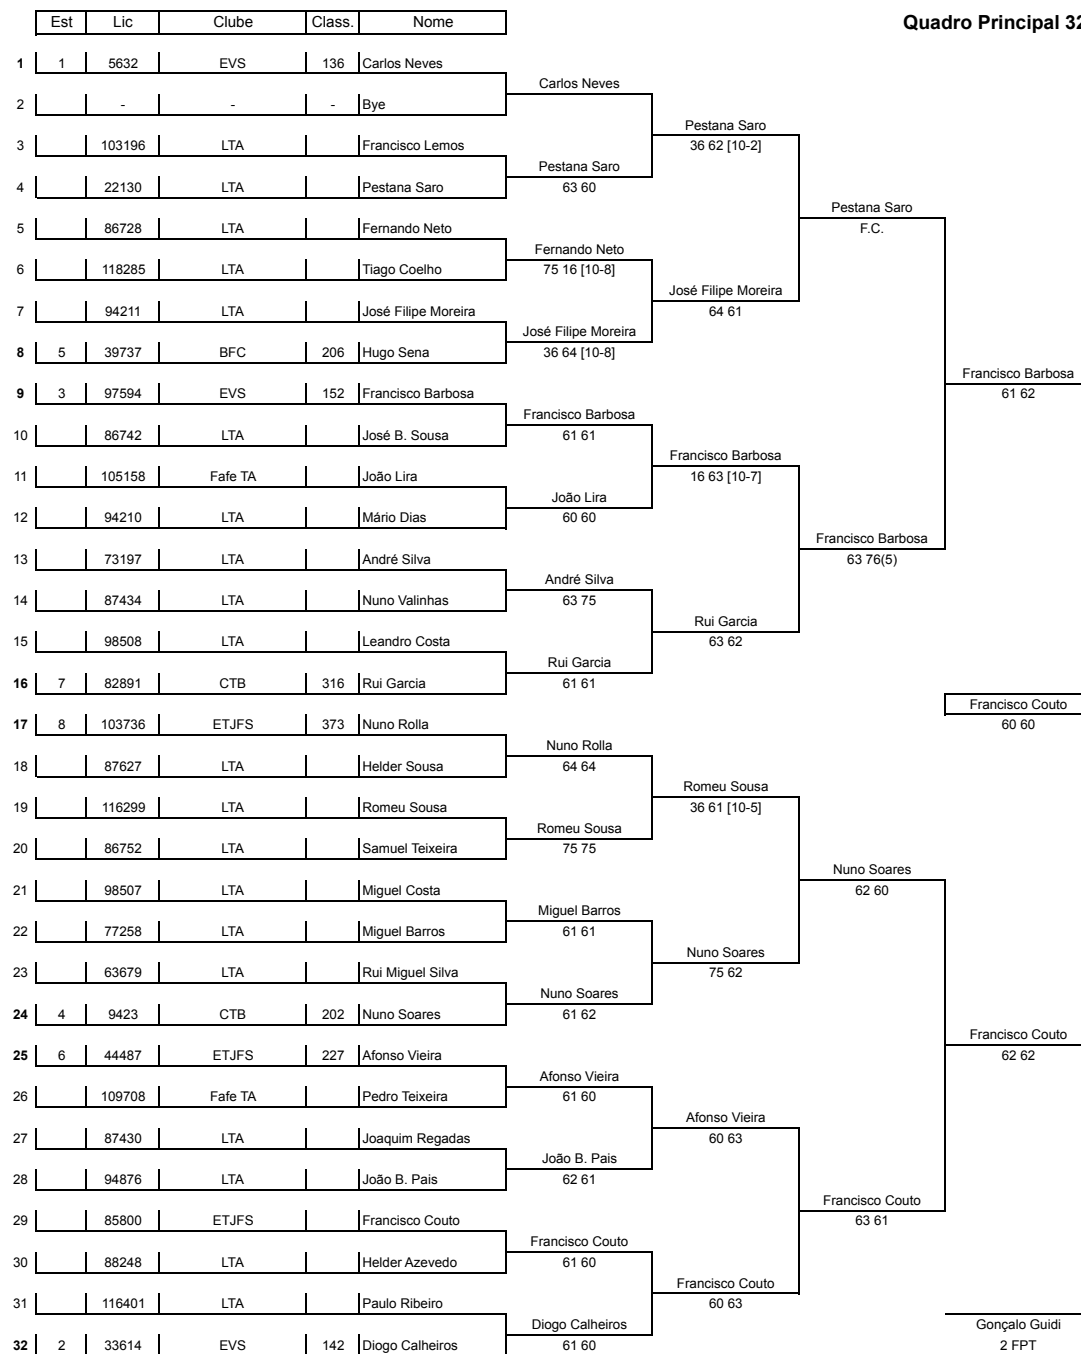 Est Lic Clube Class. Nome
Quadro Principal 32
1 1 5632 EVS 136 Carlos Neves
Carlos Neves
2 - - - Bye
Pestana Saro
3 103196 LTA Francisco Lemos
36 62 [10-2]
Pestana Saro
4 22130 LTA Pestana Saro
63 60
Pestana Saro
5 86728 LTA Fernando Neto
F.C.
Fernando Neto
6 118285 LTA Tiago Coelho
75 16 [10-8]
José Filipe Moreira
7 94211 LTA José Filipe Moreira
64 61
José Filipe Moreira
8 5 39737 BFC 206 Hugo Sena
36 64 [10-8]
Francisco Barbosa
9 3 97594 EVS 152 Francisco Barbosa
61 62
Francisco Barbosa
10 86742 LTA José B. Sousa
61 61
Francisco Barbosa
11 105158 Fafe TA João Lira
16 63 [10-7]
João Lira
12 94210 LTA Mário Dias
60 60
Francisco Barbosa
13 73197 LTA André Silva
63 76(5)
André Silva
14 87434 LTA Nuno Valinhas
63 75
Rui Garcia
15 98508 LTA Leandro Costa
63 62
Rui Garcia
16 7 82891 CTB 316 Rui Garcia
61 61
Francisco Couto
17 8 103736 ETJFS 373 Nuno Rolla
60 60
Nuno Rolla
18 87627 LTA Helder Sousa
64 64
Romeu Sousa
19 116299 LTA Romeu Sousa
36 61 [10-5]
Romeu Sousa
20 86752 LTA Samuel Teixeira
75 75
Nuno Soares
21 98507 LTA Miguel Costa
62 60
Miguel Barros
22 77258 LTA Miguel Barros
61 61
Nuno Soares
23 63679 LTA Rui Miguel Silva
75 62
Nuno Soares
24 4 9423 CTB 202 Nuno Soares
61 62
Francisco Couto
25 6 44487 ETJFS 227 Afonso Vieira
62 62
Afonso Vieira
26 109708 Fafe TA Pedro Teixeira
61 60
Afonso Vieira
27 87430 LTA Joaquim Regadas
60 63
João B. Pais
28 94876 LTA João B. Pais
62 61
Francisco Couto
29 85800 ETJFS Francisco Couto
63 61
Francisco Couto
30 88248 LTA Helder Azevedo
61 60
Francisco Couto
31 116401 LTA Paulo Ribeiro
60 63
Diogo Calheiros
Gonçalo Guidi
32 2 33614 EVS 142 Diogo Calheiros
61 60
2 FPT